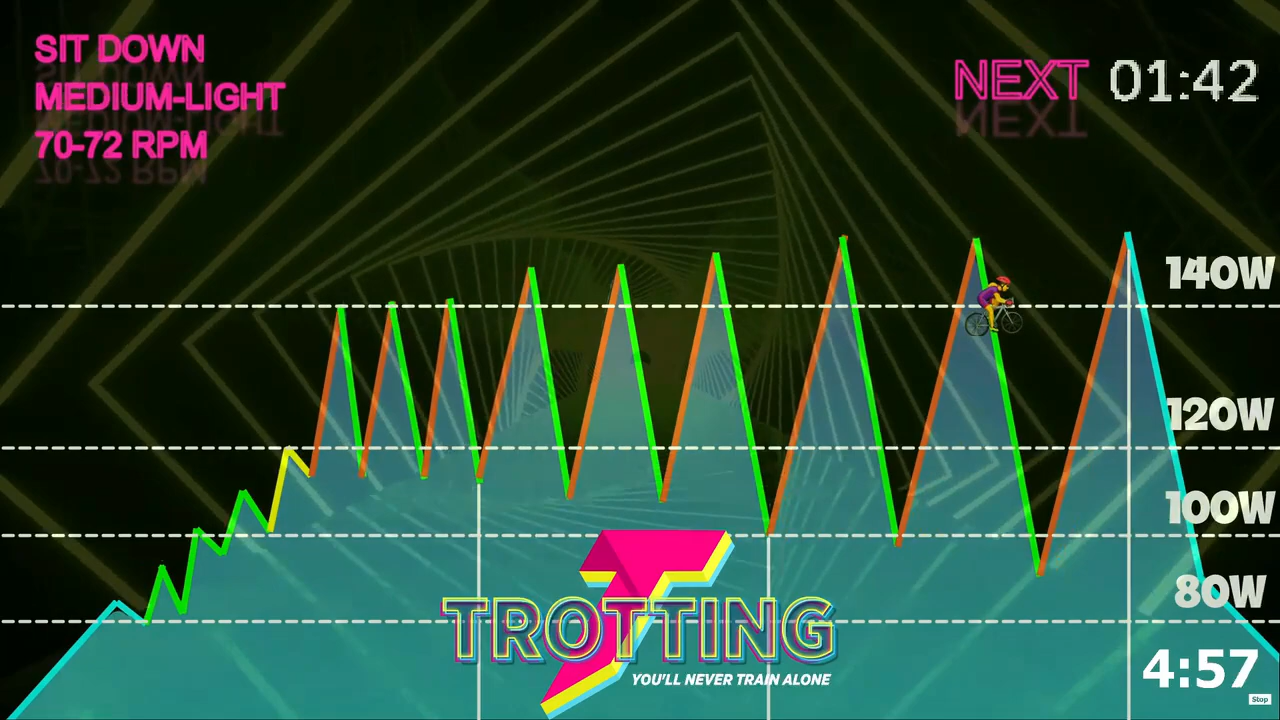 SIT DOWN
MEDIUM-LIGHT
70-72 RPM
NEXT 01:42
140W
120W
100W
80W
TROTTING
YOU'LL NEVER TRAIN ALONE
4:57
Stop